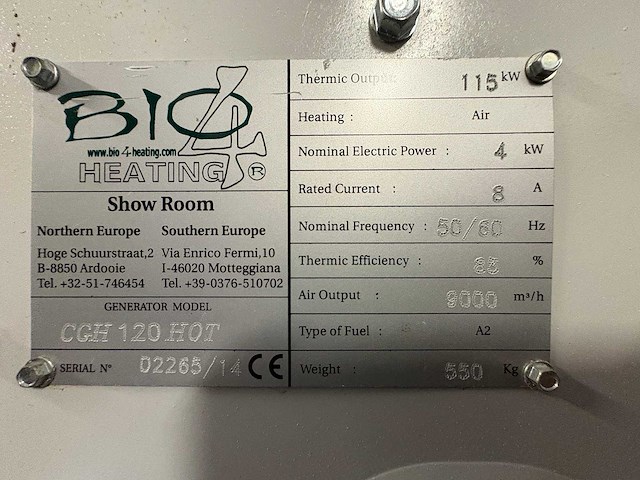 BIO 4
www.bio4-heating.com
HEATING ®
Show Room
Northern Europe Southern Europe
Hoge Schuurstraat,2 Via Enrico Fermi,10
B-8850 Ardooie I-46020 Motteggiana
Tel. +32-51-746454 Tel. +39-0376-510702
GENERATOR MODEL
CGH 120 HOT
SERIAL N° 02265/14 CE
Thermic Output 115 kW
Heating : Air
Nominal Electric Power : 4 kW
Rated Current : 8 A
Nominal Frequency : 50/60 Hz
Thermic Efficiency : %
Air Output : 9000 m³/h
Type of Fuel : A2
Weight : 550 Kg